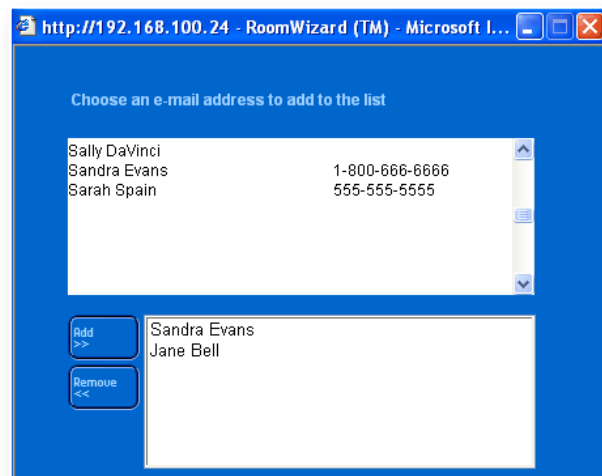 http://192.168.100.24 - RoomWizard (TM) - Microsoft I...
Choose an e-mail address to add to the list
Sally DaVinci
Sandra Evans 1-800-666-6666
Sarah Spain 555-555-5555
Add
>>
Sandra Evans
Jane Bell
Remove
<<